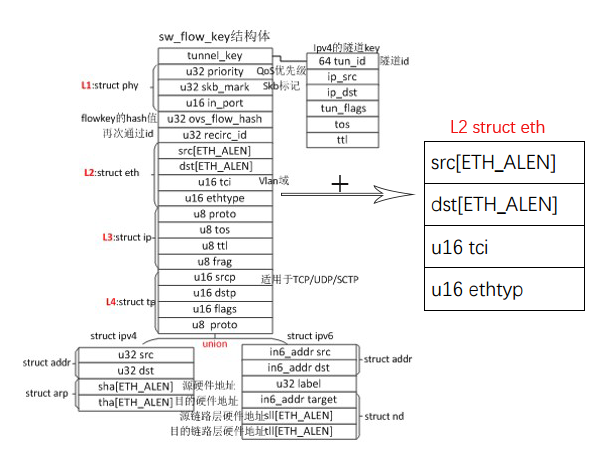 sw_flow_key结构体
tunnel_key
u32 priority
QoS优先级
L1:struct phy
u32 skb_mark
Skb标记
u16 in_port
flowkey的hash值
u32 ovs_flow_hash
再次通过id
u32 recirc_id
src[ETH_ALEN]
dst[ETH_ALEN]
L2:struct eth
u16 tci
Vlan域
u16 ethtype
u8 proto
u8 tos
L3:struct ip
u8 ttl
u8 frag
u16 srcp
适用于TCP/UDP/SCTP
u16 dstp
L4:struct tp
u16 flags
u8 proto
union
Ipv4的隧道key
64 tun_id
隧道id
ip_src
ip_dst
tun_flags
tos
ttl
L2 struct eth
src[ETH_ALEN]
dst[ETH_ALEN]
u16 tci
u16 ethtyp
struct ipv4
struct addr
u32 src
u32 dst
struct arp
sha[ETH_ALEN]
源硬件地址
tha[ETH_ALEN]
目的硬件地址
struct ipv6
in6_addr src
in6_addr dst
struct addr
u32 label
in6_addr target
源链路层硬件地址
sll[ETH_ALEN]
struct nd
目的链路层硬件地址
tll[ETH_ALEN]